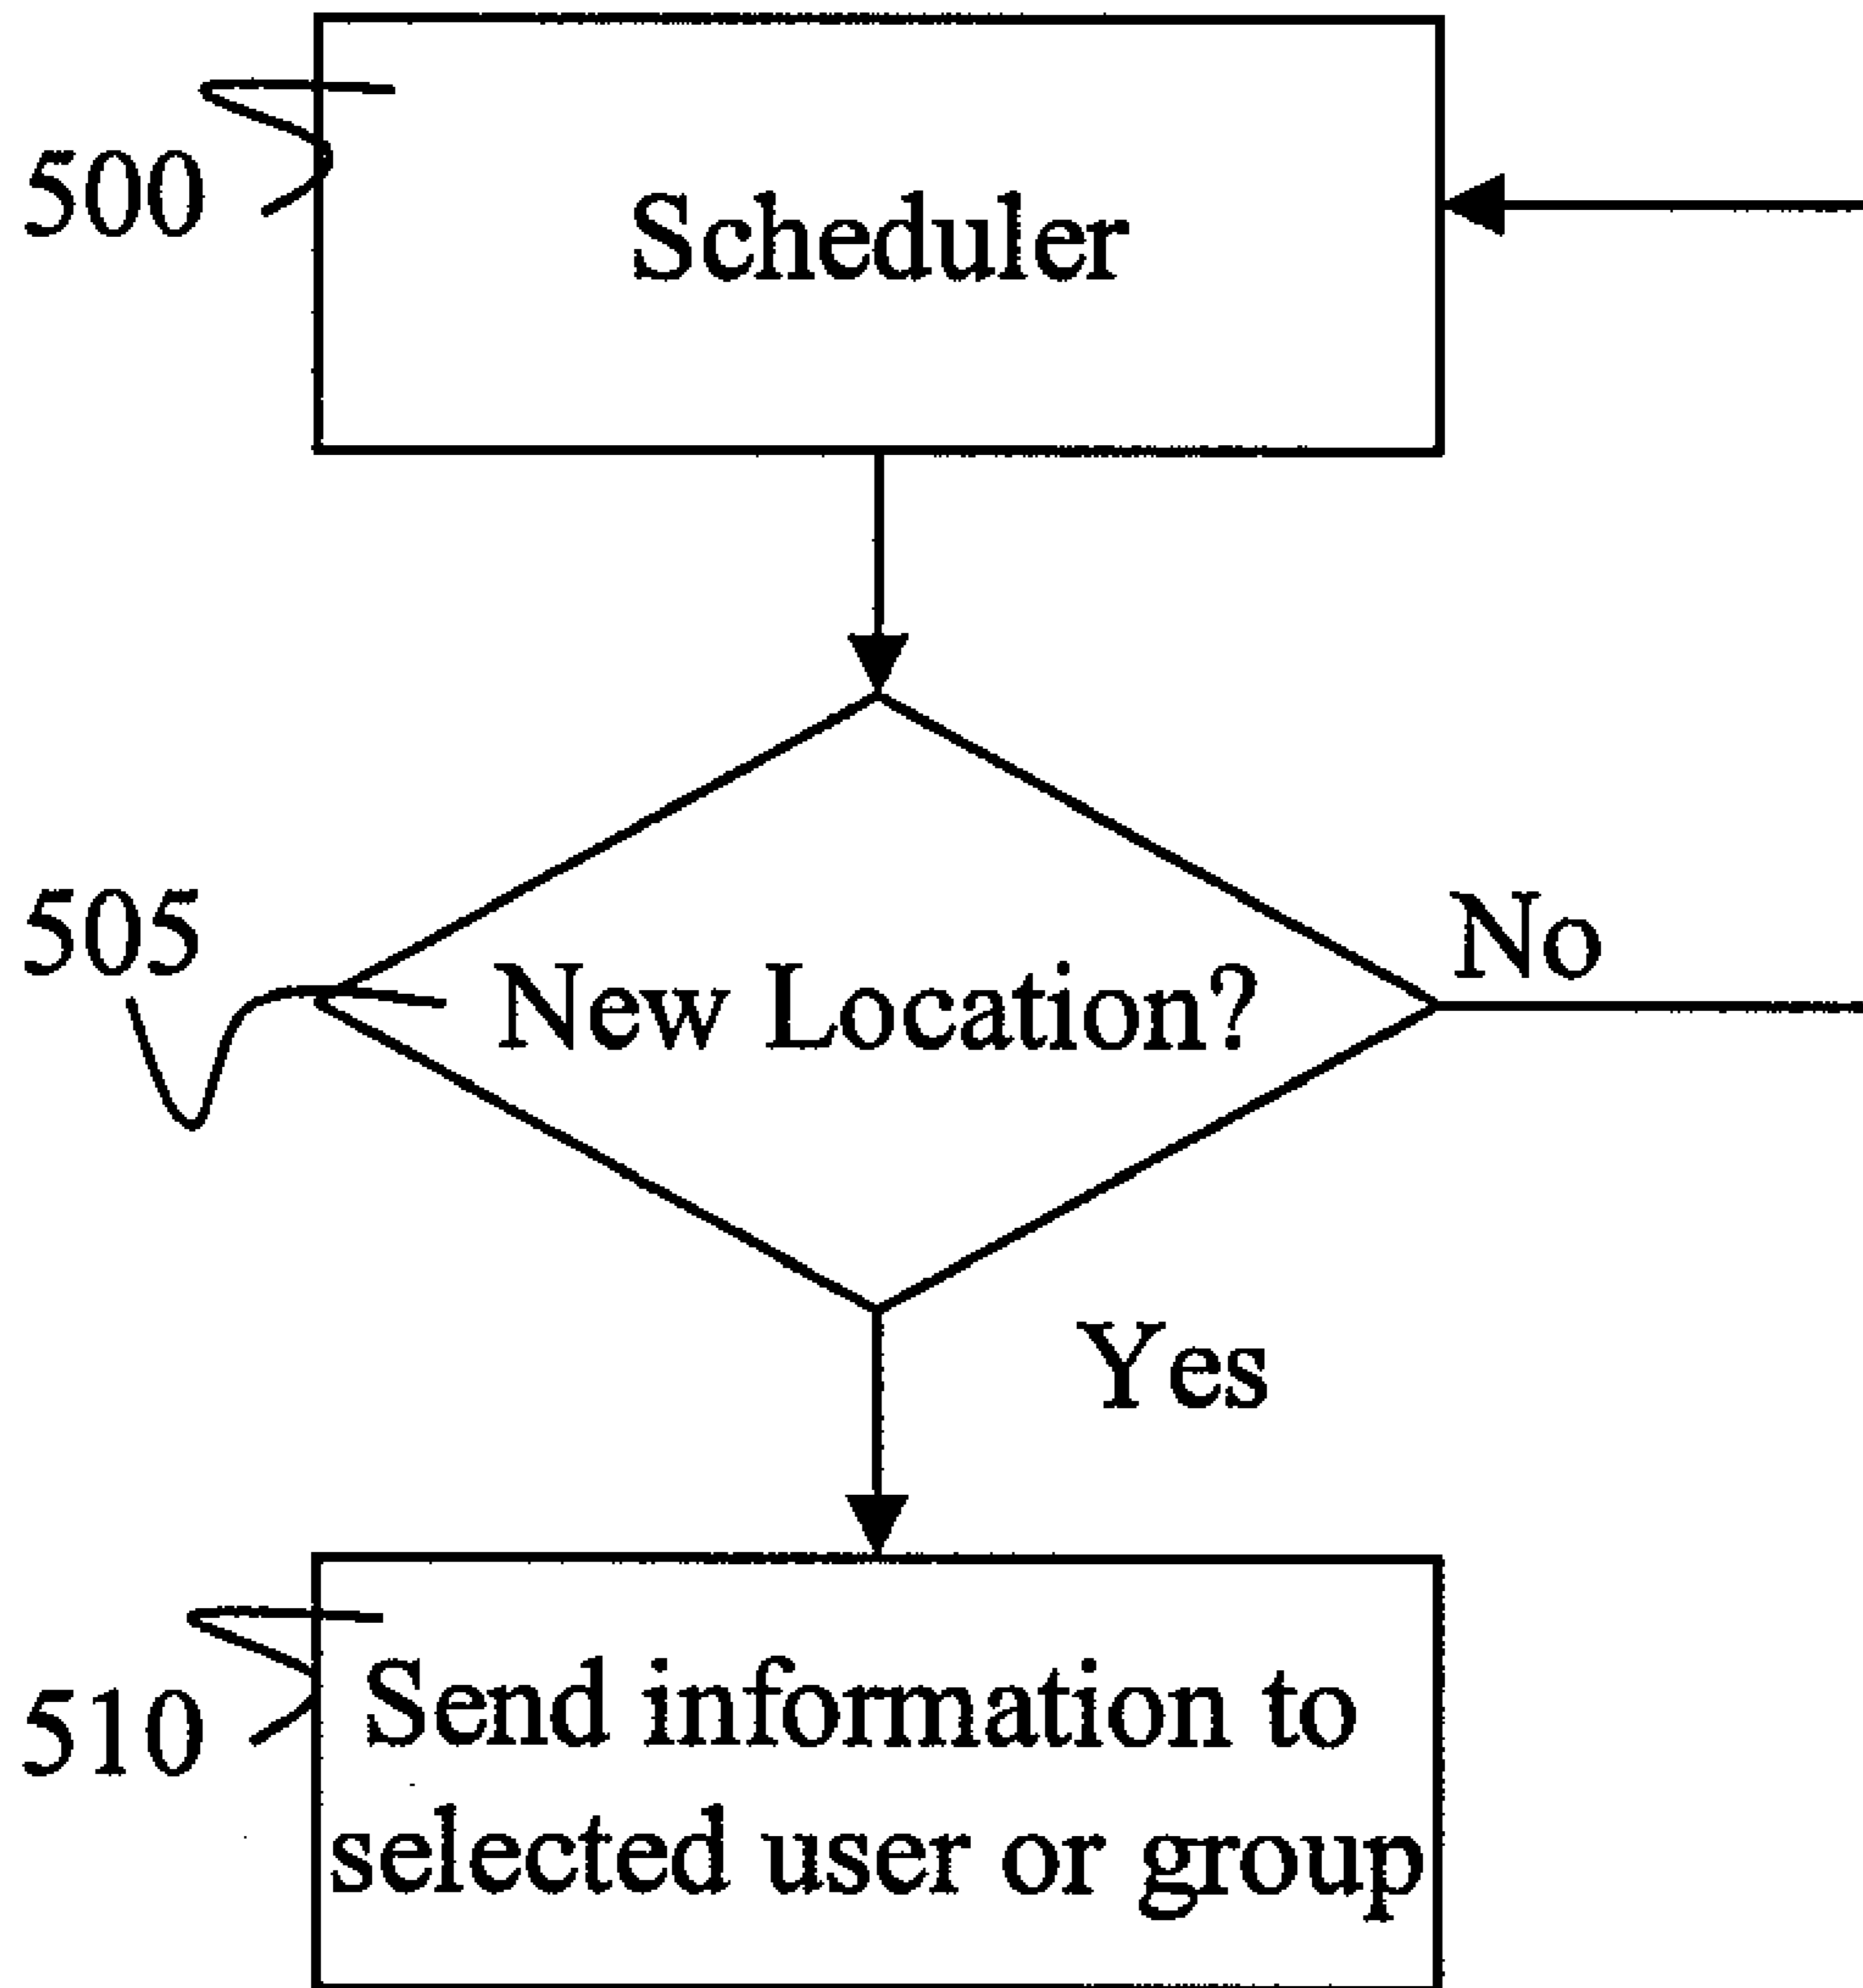 500
Scheduler
505
New Location?
No
Yes
510
Send information to
selected user or group